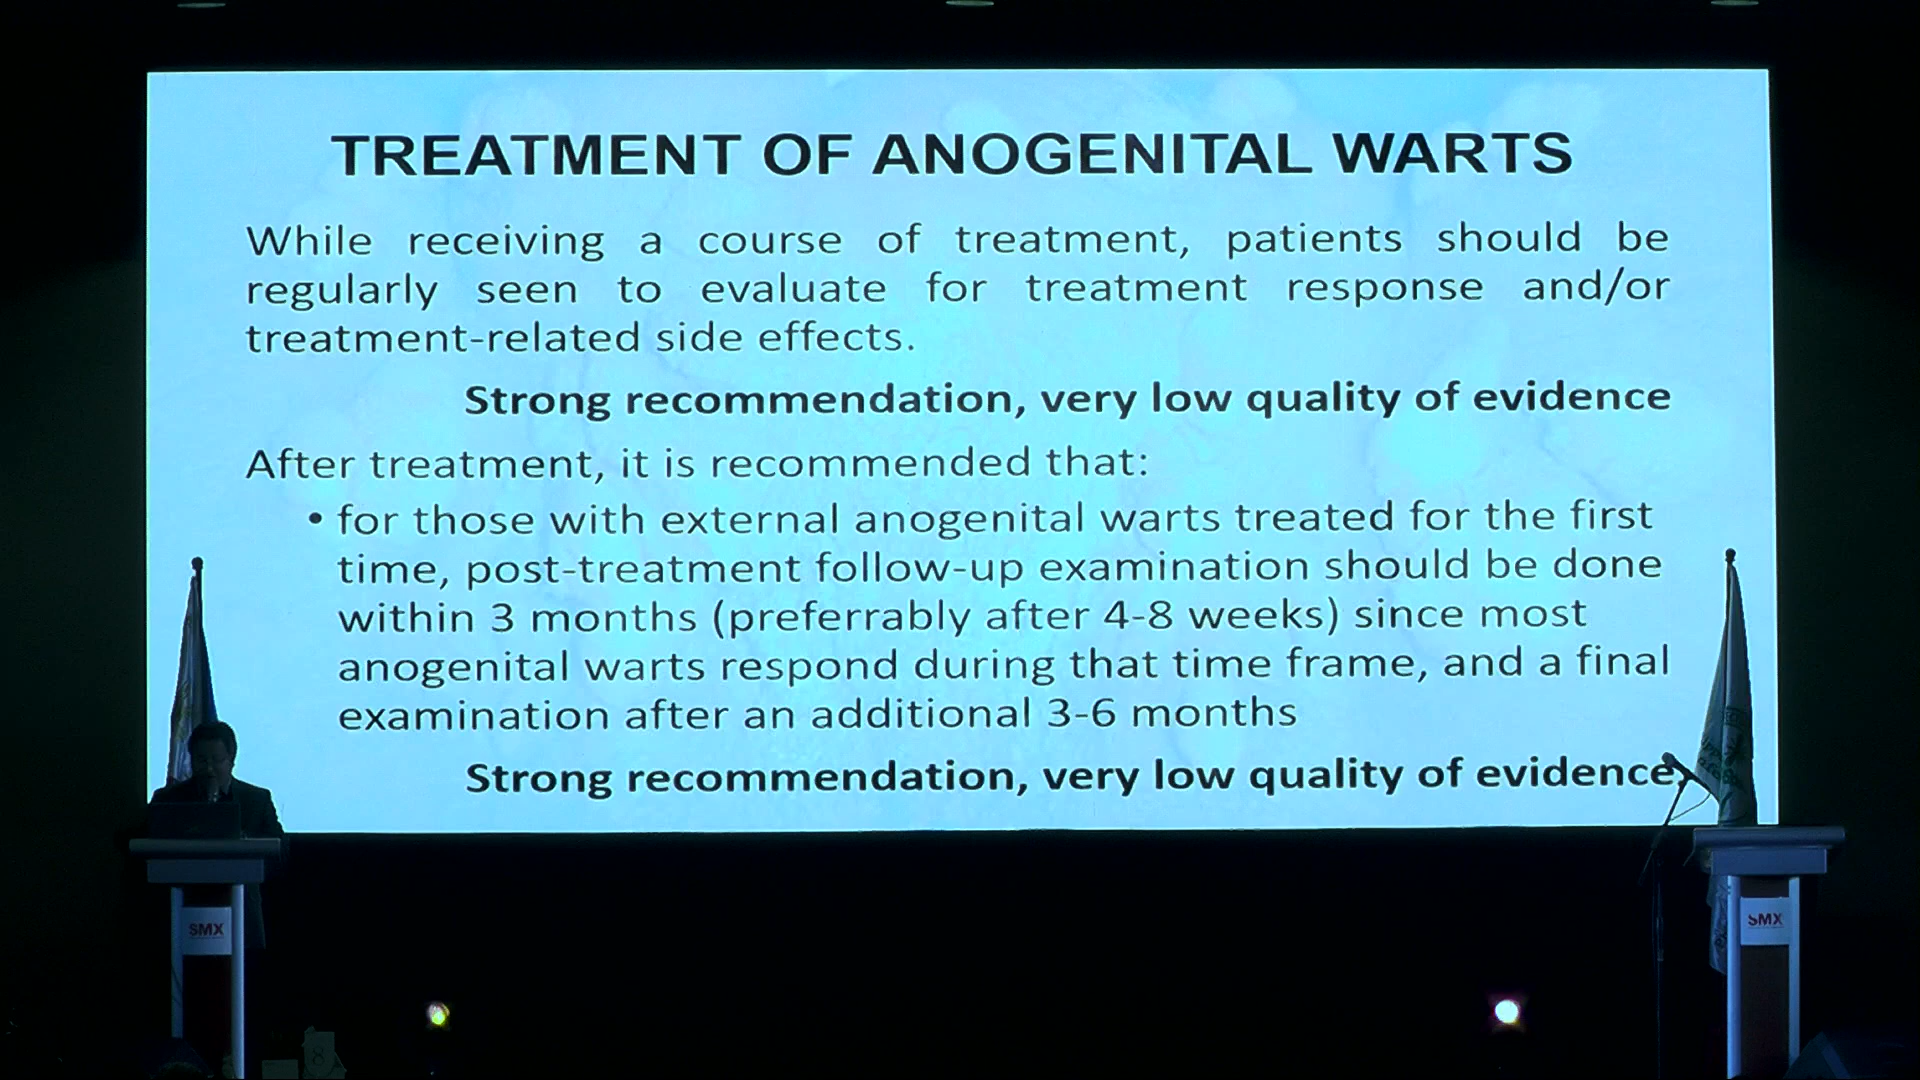 TREATMENT OF ANOGENITAL WARTS
While receiving a course of treatment, patients should be
regularly seen to evaluate for treatment response and/or
treatment-related side effects.
Strong recommendation, very low quality of evidence
After treatment, it is recommended that:
• for those with external anogenital warts treated for the first
time, post-treatment follow-up examination should be done
within 3 months (preferrably after 4-8 weeks) since most
anogenital warts respond during that time frame, and a final
examination after an additional 3-6 months
Strong recommendation, very low quality of evidence
SMX
SMX
8